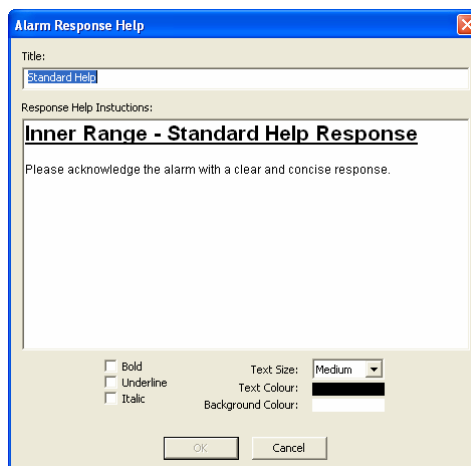 Alarm Response Help
Title:
Standard Help
Response Help Instuctions:
Inner Range - Standard Help Response
Please acknowledge the alarm with a clear and concise response.
Bold
Underline
Italic
Text Size: Medium
Text Colour:
Background Colour:
OK Cancel